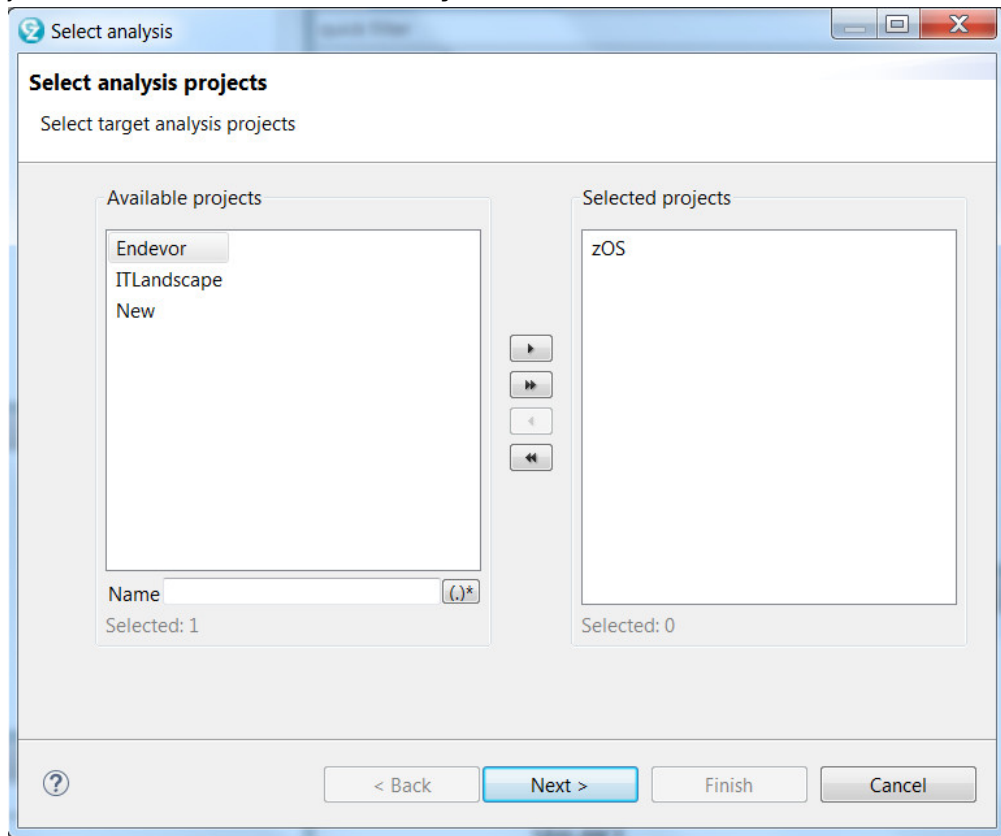 Select analysis
Select analysis projects
Select target analysis projects
Available projects
Endevor
ITLandscape
New
Name
(.)*
Selected: 1
Selected projects
zOS
Selected: 0
?
< Back
Next >
Finish
Cancel